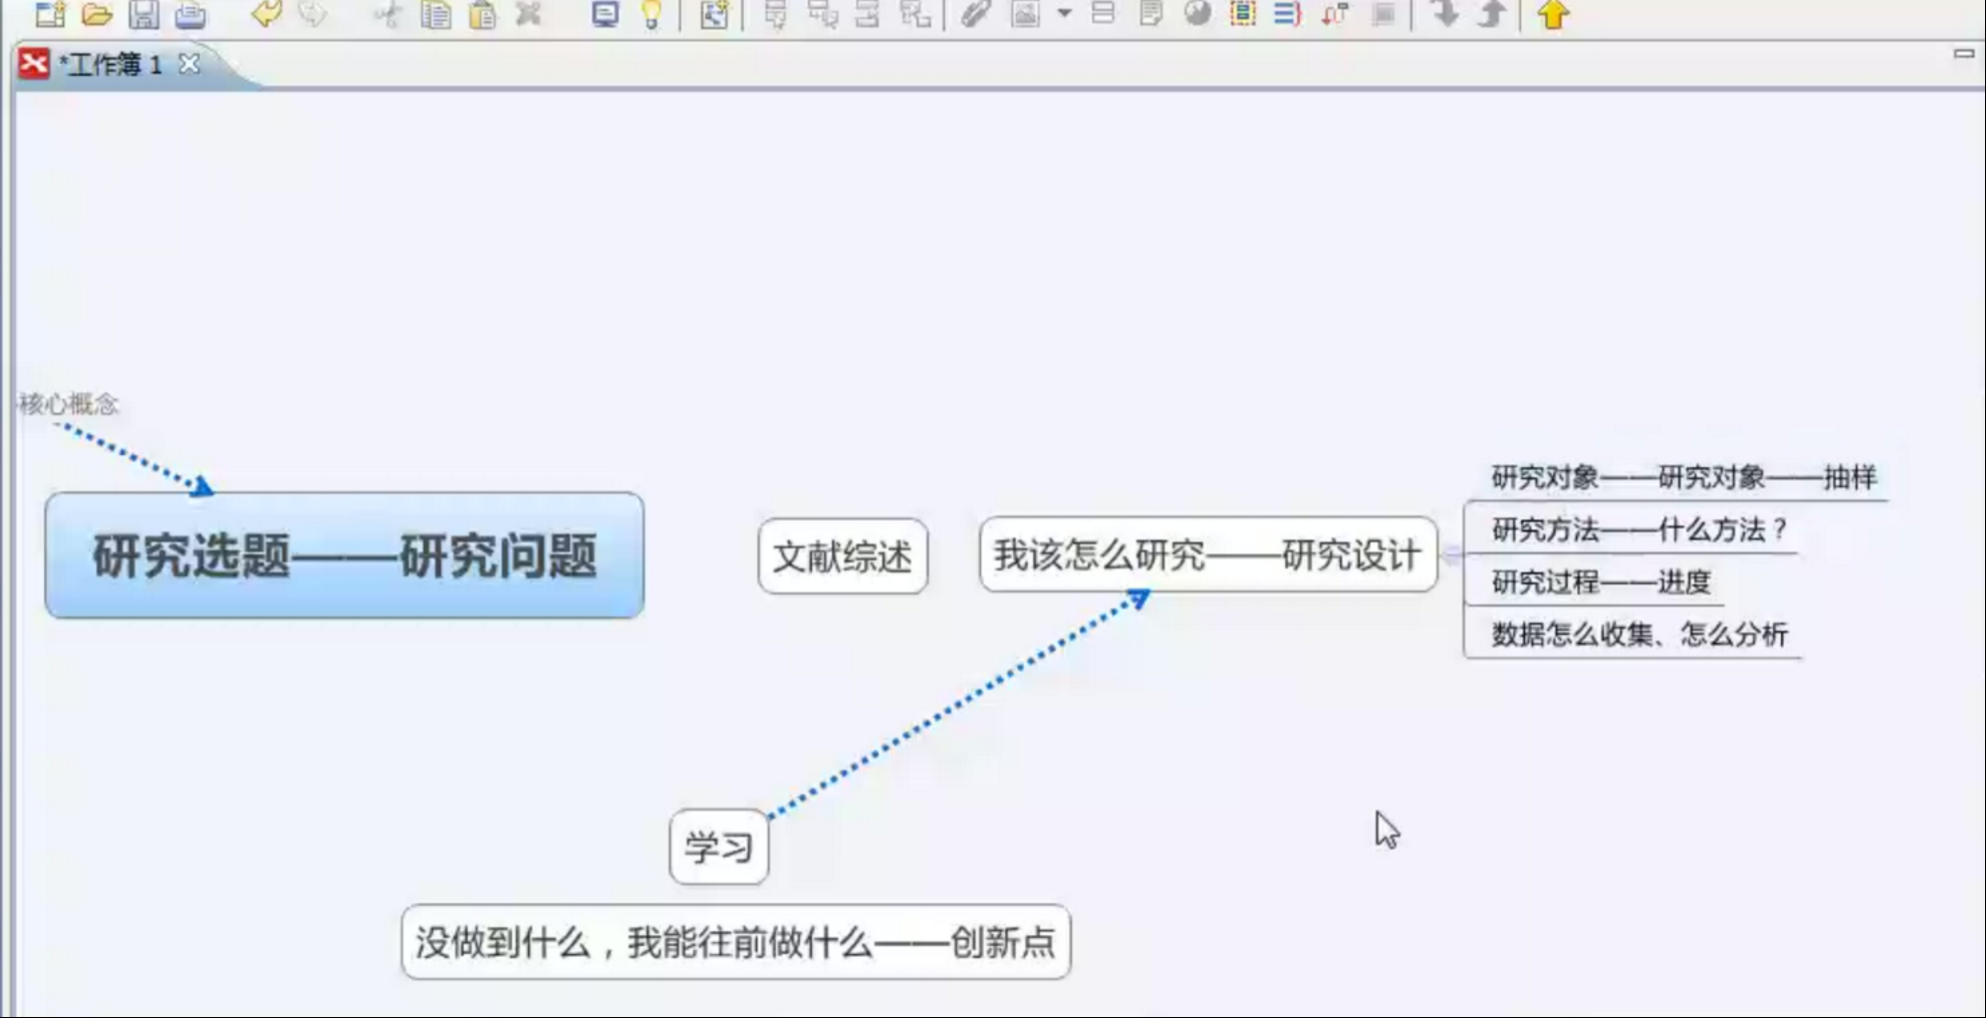 *工作簿 1
核心概念
研究选题——研究问题
文献综述
我该怎么研究——研究设计
研究对象——研究对象——抽样
研究方法——什么方法？
研究过程——进度
数据怎么收集、怎么分析
学习
没做到什么，我能往前做什么——创新点